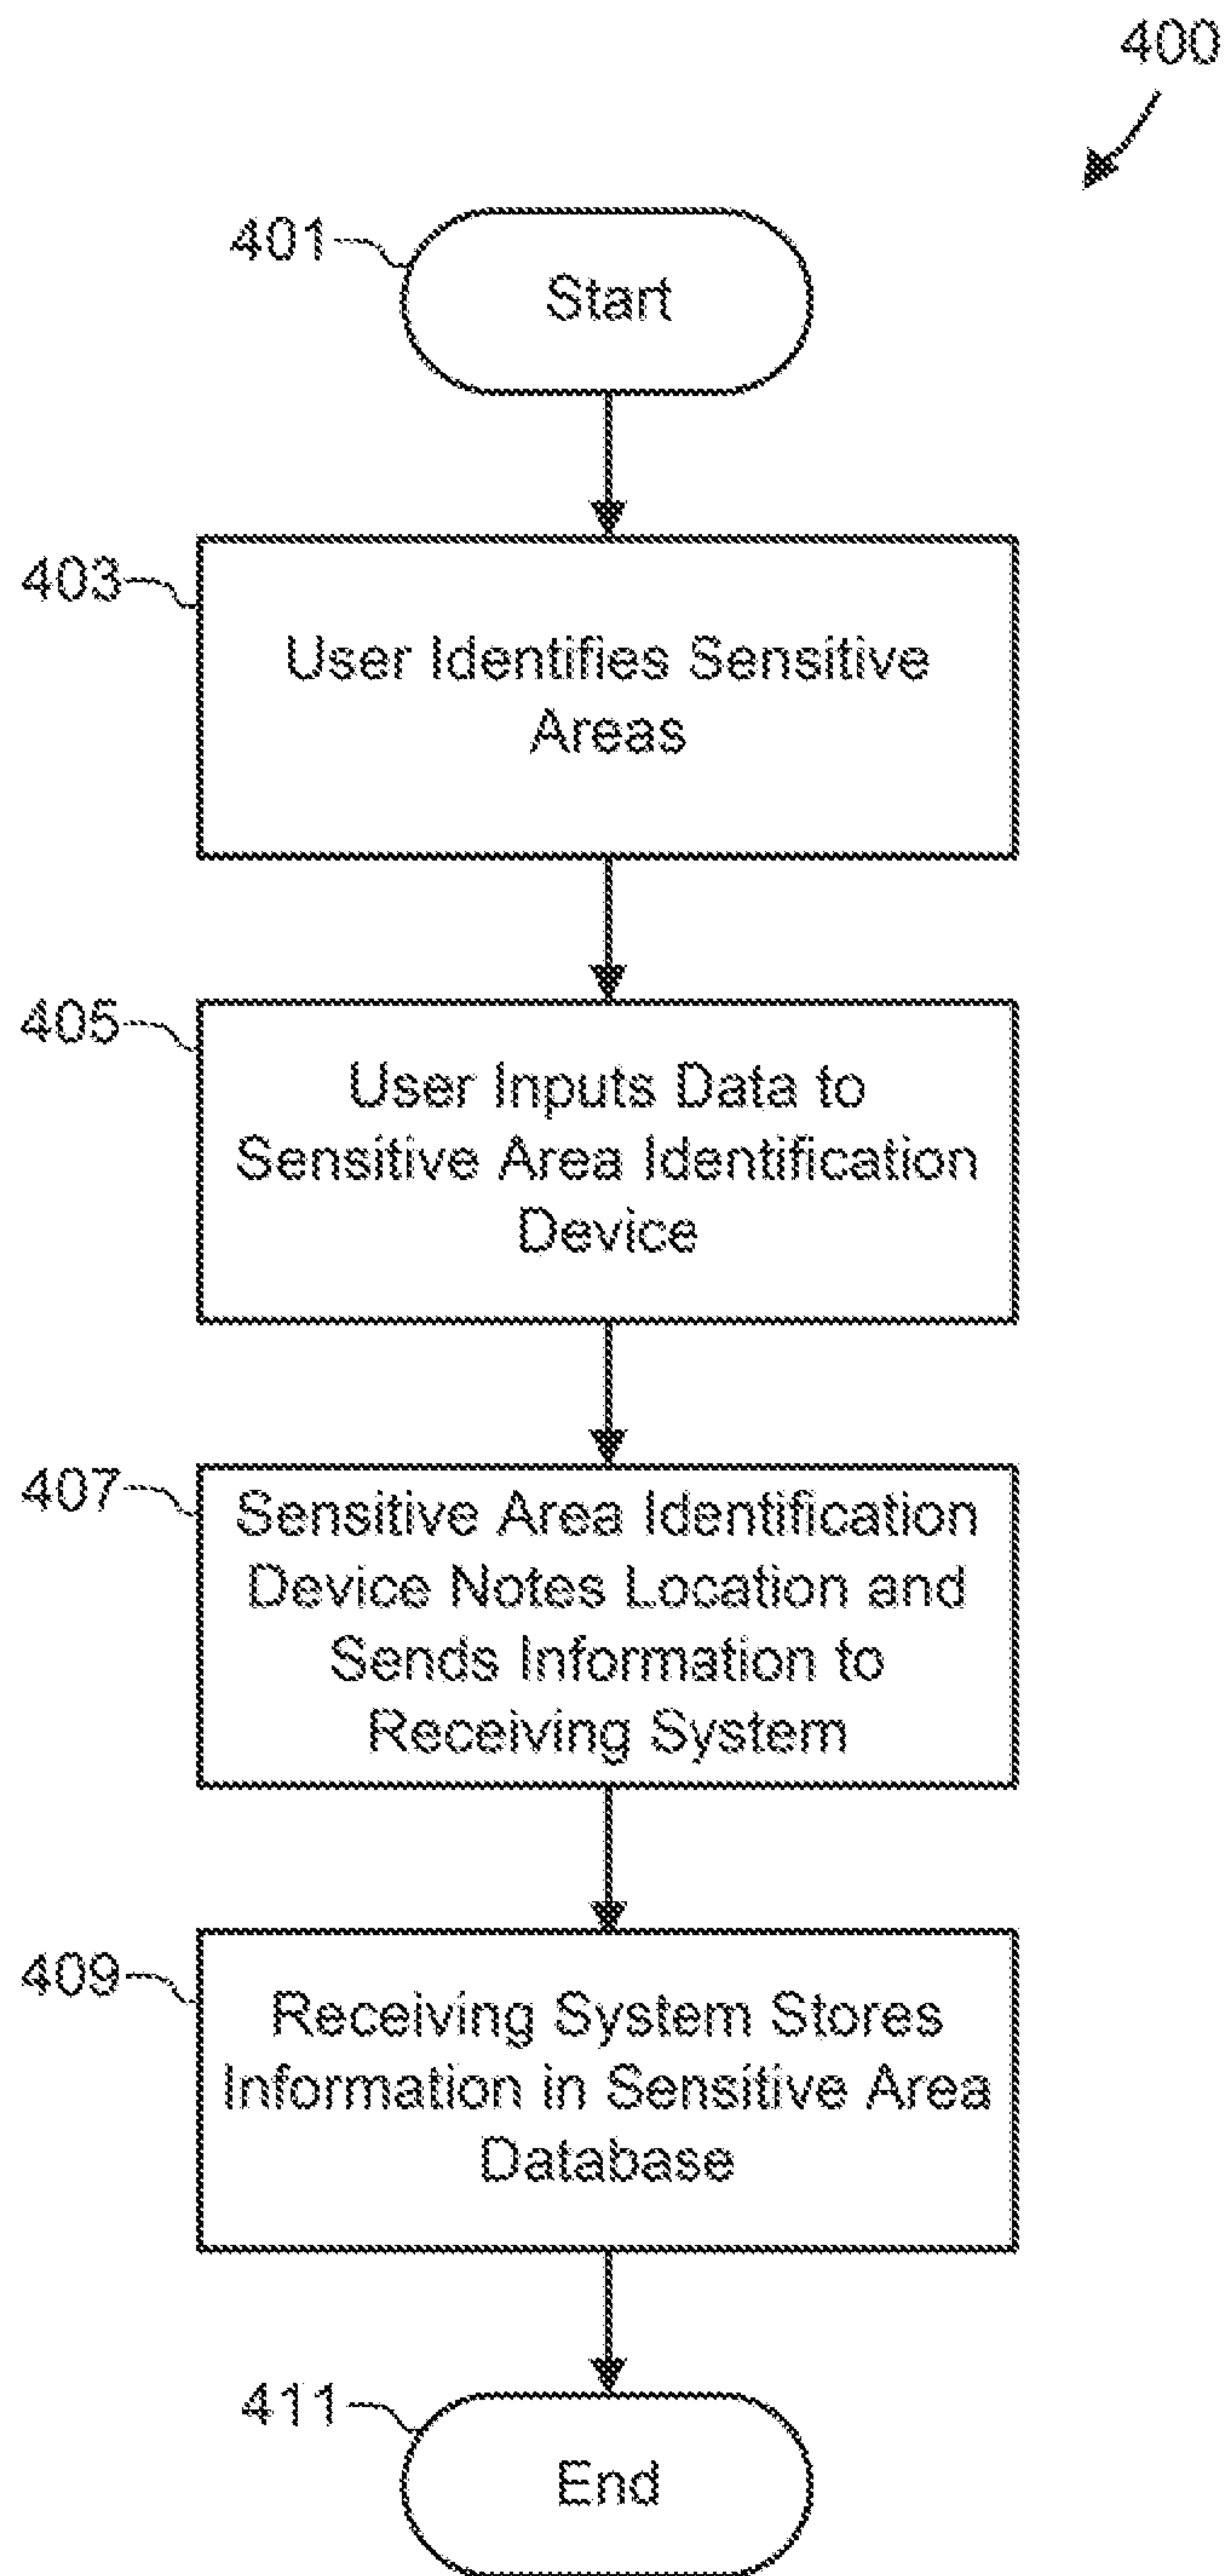 400
401
Start
403
User Identifies Sensitive
Areas
405
User Inputs Data to
Sensitive Area Identification
Device
407
Sensitive Area Identification
Device Notes Location and
Sends Information to
Receiving System
409
Receiving System Stores
Information in Sensitive Area
Database
411
End